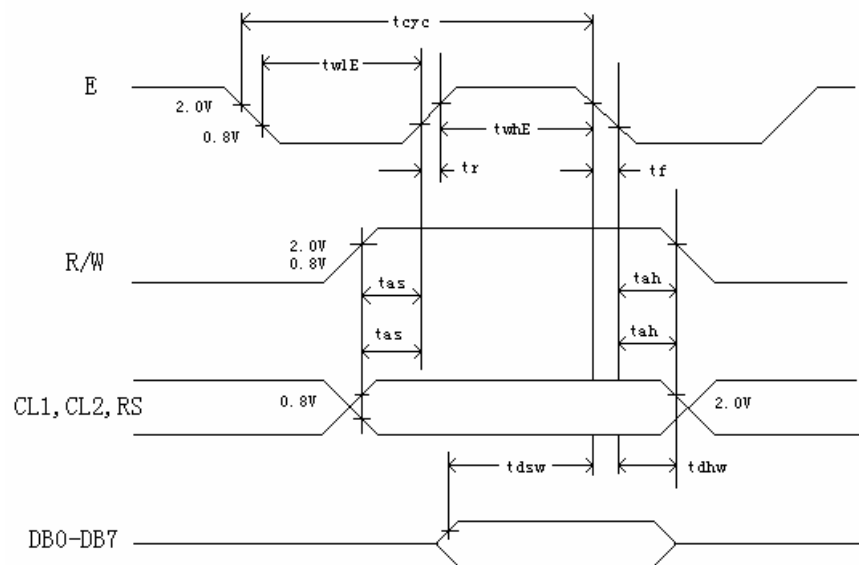 tcyc
twlE
E
2.0V
0.8V
twhE
tr
tf
R/W
2.0V
0.8V
tas
tah
tas
tah
CL1,CL2,RS
0.8V
2.0V
tdsw
tdhw
DB0-DB7